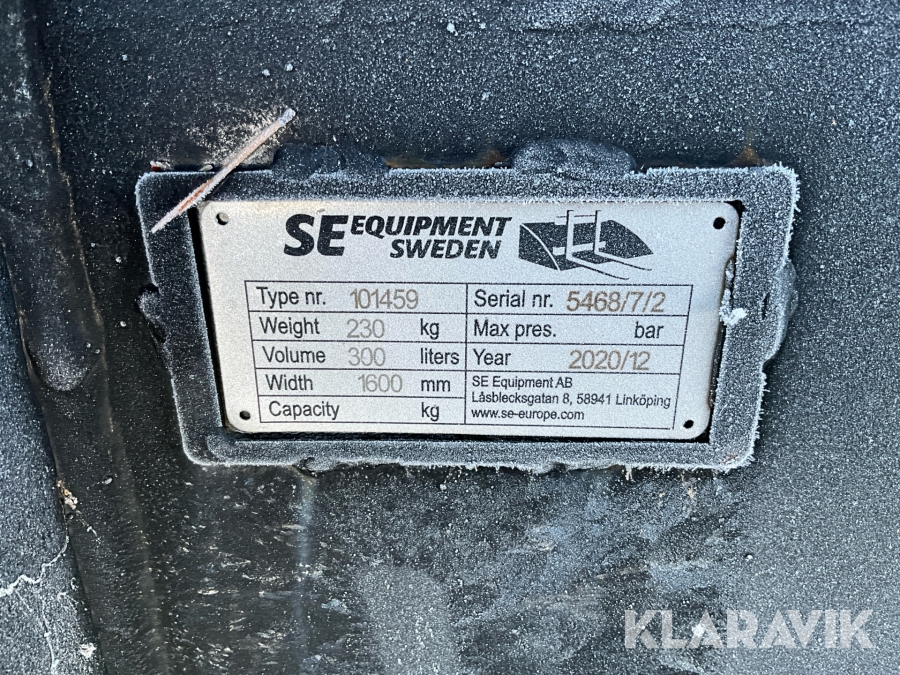 SE EQUIPMENT SWEDEN
Type nr. 101459 Serial nr. 5468/7/2
Weight 230 kg Max pres. bar
Volume 300 liters Year 2020/12
Width 1600 mm SE Equipment AB
Låsblecksgatan 8, 58941 Linköping
Capacity kg www.se-europe.com
KLARAVIK